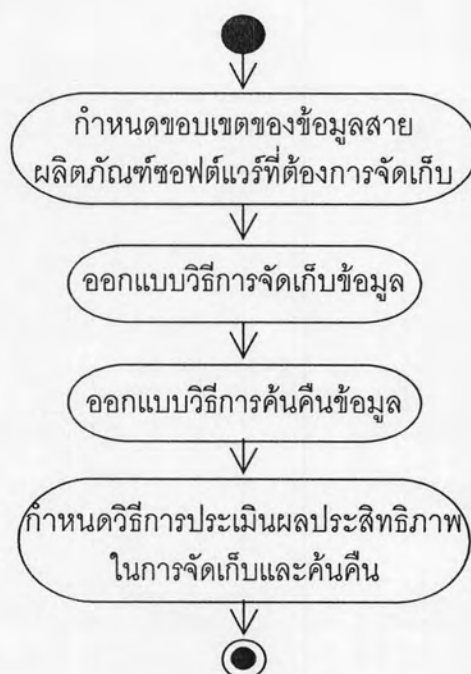 กำหนดขอบเขตของข้อมูลสาย
ผลิตภัณฑ์ซอฟต์แวร์ที่ต้องการจัดเก็บ
ออกแบบวิธีการจัดเก็บข้อมูล
ออกแบบวิธีการค้นคืนข้อมูล
กำหนดวิธีการประเมินผลประสิทธิภาพ
ในการจัดเก็บและค้นคืน